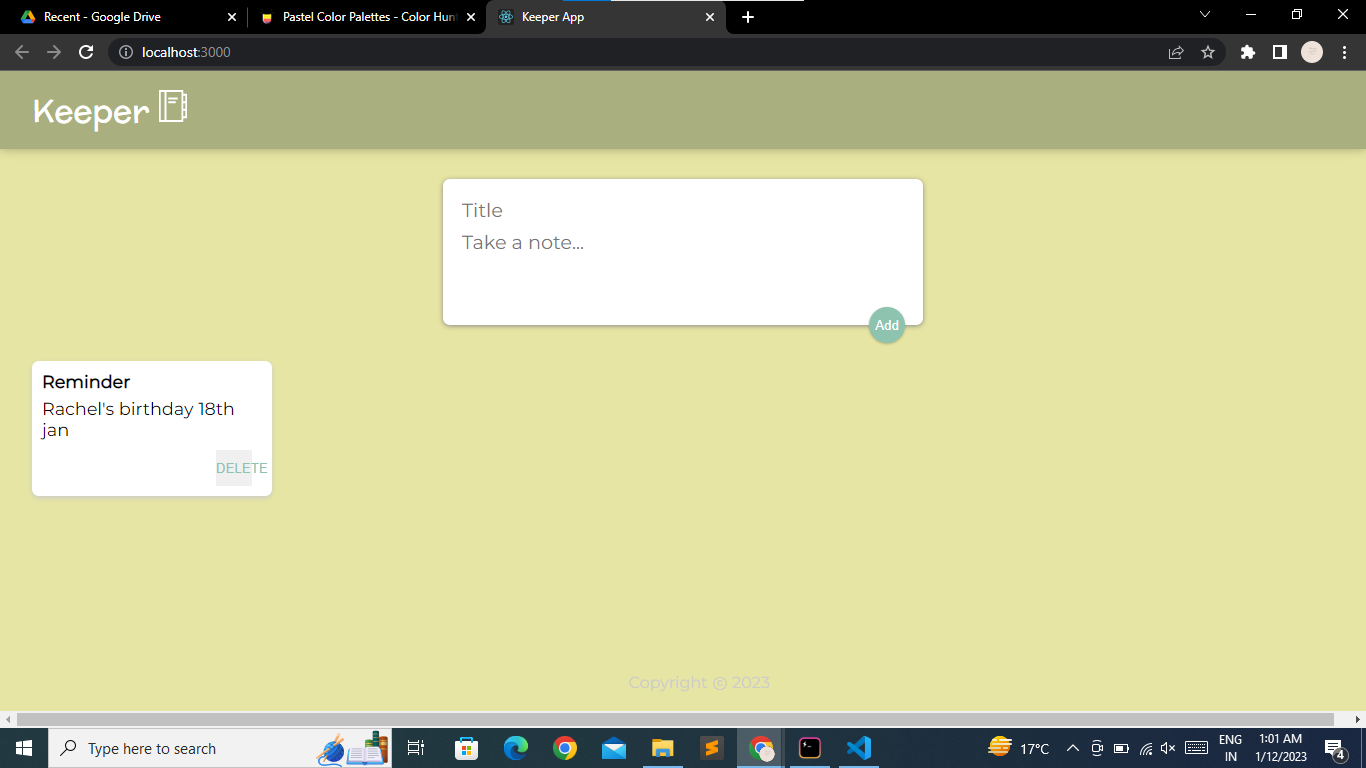 Recent - Google Drive
Pastel Color Palettes - Color Hun
Keeper App
localhost:3000
Keeper
Title
Take a note...
Add
Reminder
Rachel's birthday 18th
jan
DELETE
Copyright © 2023
Type here to search
17°C
ENG
IN
1:01 AM
1/12/2023
4